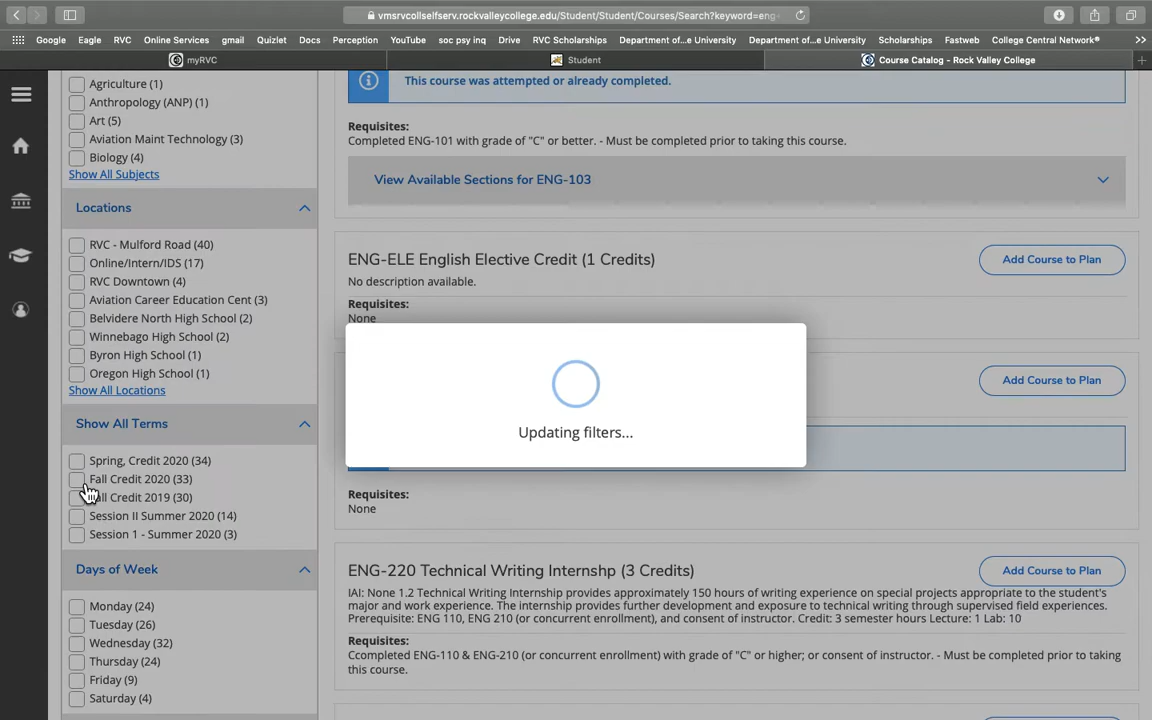 vmsrvcollselfserv.rockvalleycollege.edu/Student/Student/Courses/Search?keyword=eng-
Google Eagle RVC Online Services gmail Quizlet Docs Perception YouTube soc psy inq Drive RVC Scholarships Department of...e University Department of...e University Scholarships Fastweb College Central Network® >>
myRVC Student Course Catalog - Rock Valley College
Agriculture (1)
Anthropology (ANP) (1)
Art (5)
Aviation Maint Technology (3)
Biology (4)
Show All Subjects
Locations
RVC - Mulford Road (40)
Online/Intern/IDS (17)
RVC Downtown (4)
Aviation Career Education Cent (3)
Belvidere North High School (2)
Winnebago High School (2)
Byron High School (1)
Oregon High School (1)
Show All Locations
Show All Terms
Spring, Credit 2020 (34)
Fall Credit 2020 (33)
Credit 2019 (30)
Session II Summer 2020 (14)
Session 1 - Summer 2020 (3)
Days of Week
Monday (24)
Tuesday (26)
Wednesday (32)
Thursday (24)
Friday (9)
Saturday (4)
This course was attempted or already completed.
Requisites:
Completed ENG-101 with grade of "C" or better. - Must be completed prior to taking this course.
View Available Sections for ENG-103
ENG-ELE English Elective Credit (1 Credits)
Add Course to Plan
No description available.
Requisites:
None
Updating filters...
Add Course to Plan
Requisites:
None
ENG-220 Technical Writing Internshp (3 Credits)
Add Course to Plan
IAI: None 1.2 Technical Writing Internship provides approximately 150 hours of writing experience on special projects appropriate to the student's
major and work experience. The internship provides further development and exposure to technical writing through supervised field experiences.
Prerequisite: ENG 110, ENG 210 (or concurrent enrollment), and consent of instructor. Credit: 3 semester hours Lecture: 1 Lab: 10
Requisites:
Ccompleted ENG-110 & ENG-210 (or concurrent enrollment) with grade of "C" or higher; or consent of instructor. - Must be completed prior to taking
this course.